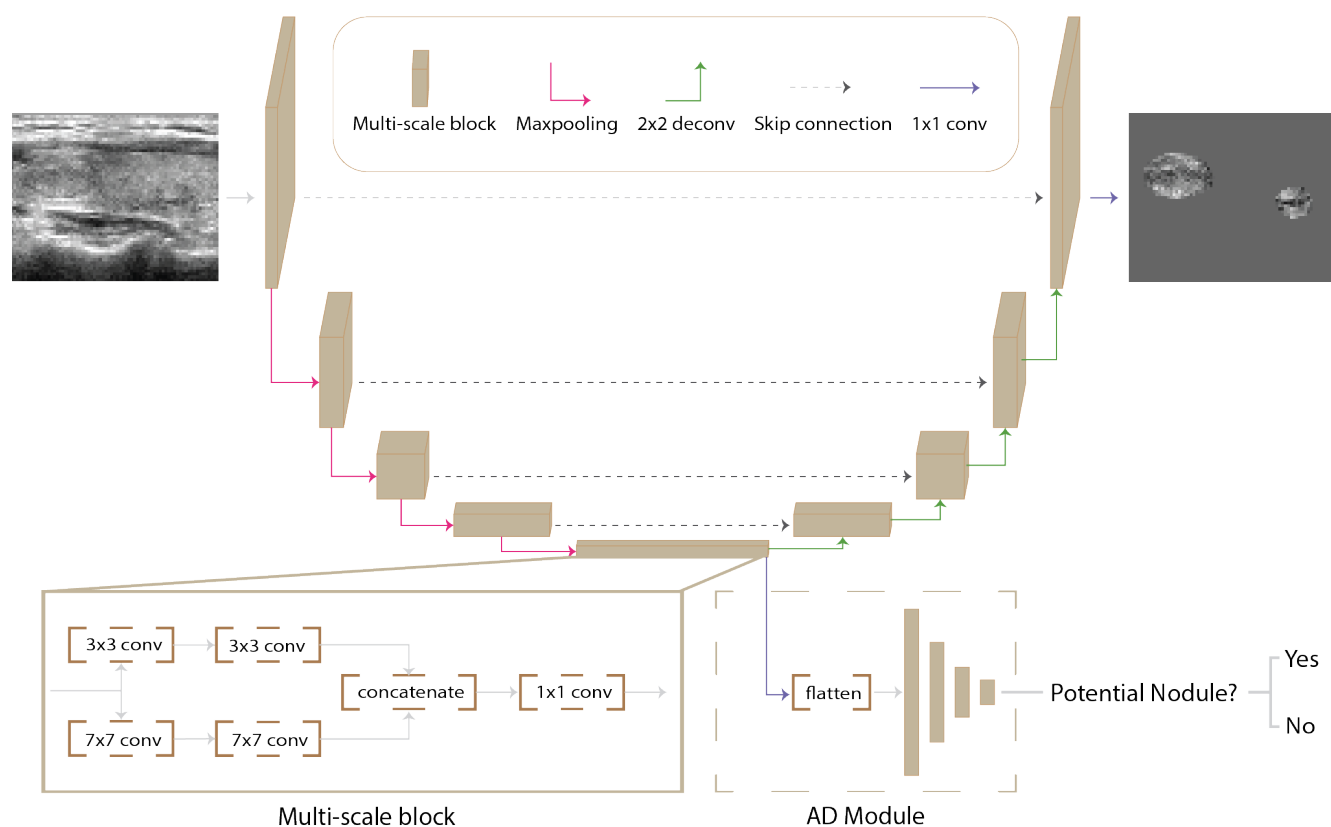 Multi-scale block
Maxpooling
2x2 deconv
Skip connection
1x1 conv
3x3 conv
3x3 conv
concatenate
1x1 conv
7x7 conv
7x7 conv
Multi-scale block
flatten
AD Module
Potential Nodule?
Yes
No